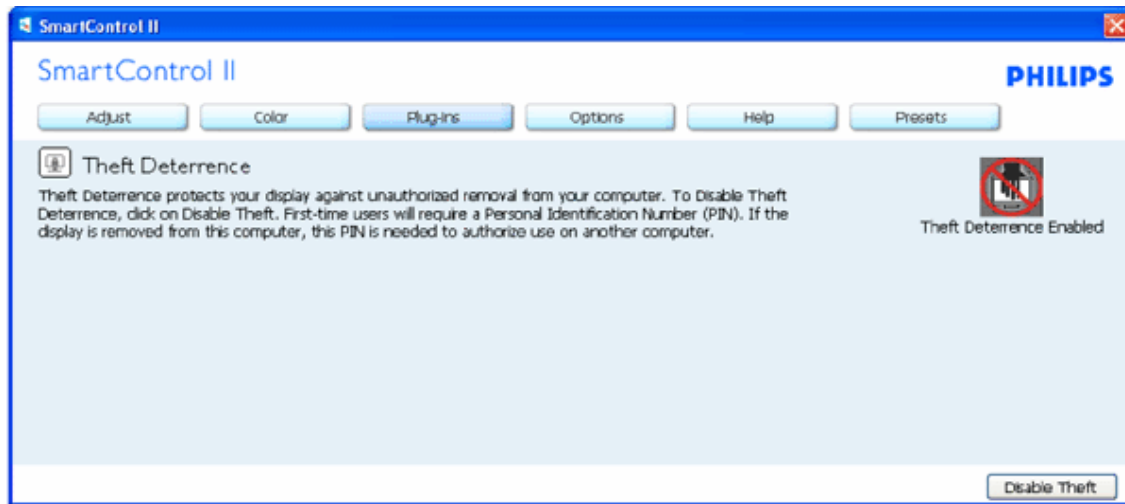 SmartControl II
SmartControl II
PHILIPS
Adjust Color Plug-ins Options Help Presets
Theft Deterrence
Theft Deterrence protects your display against unauthorized removal from your computer. To Disable Theft
Deterrence, click on Disable Theft. First-time users will require a Personal Identification Number (PIN). If the
display is removed from this computer, this PIN is needed to authorize use on another computer.
Theft Deterrence Enabled
Disable Theft